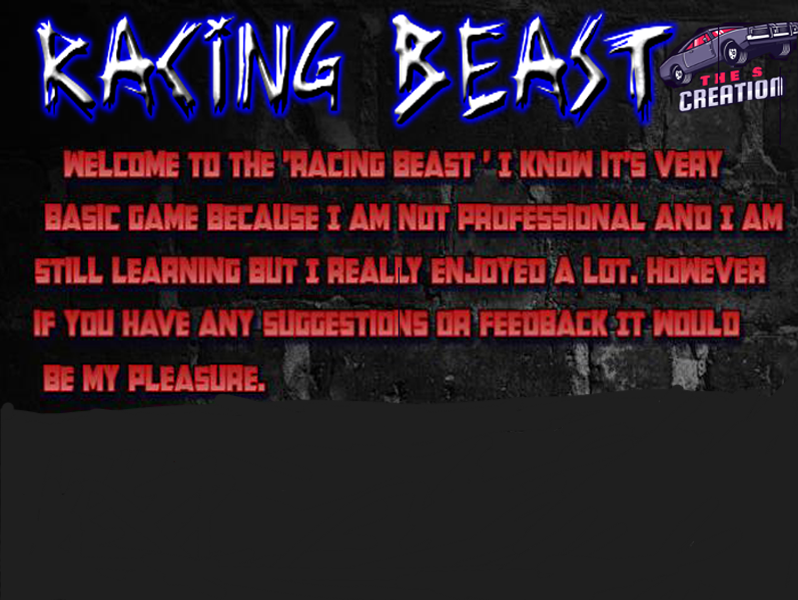 RACING BEAST
THE S
CREATION
WELCOME TO THE 'RACING BEAST ' I KNOW IT'S VERY
BASIC GAME BECAUSE I AM NOT PROFESSIONAL AND I AM
STILL LEARNING BUT I REALLY ENJOYED A LOT. HOWEVER
IF YOU HAVE ANY SUGGESTIONS OR FEEDBACK IT WOULD
BE MY PLEASURE.